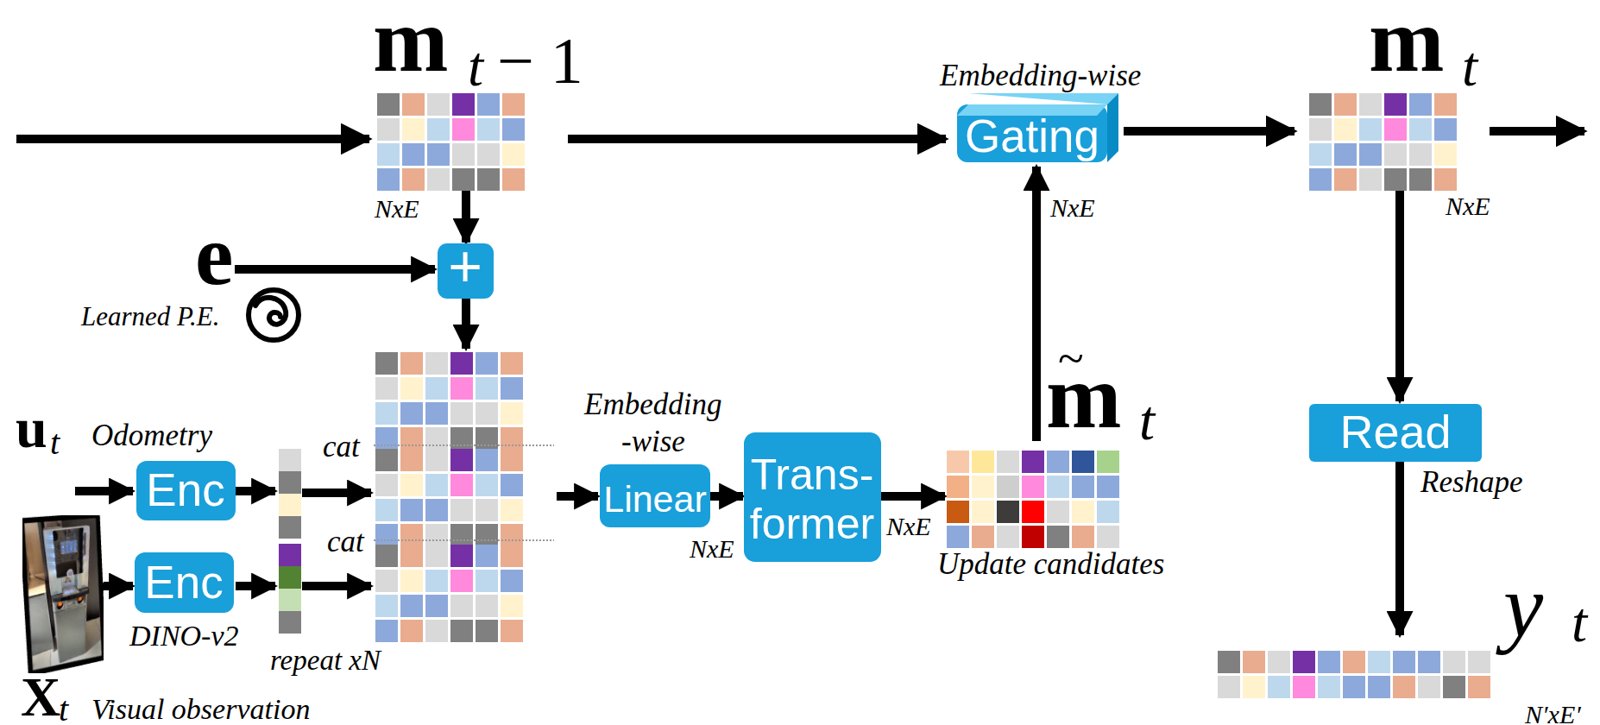 m t − 1
Embedding-wise
m t
Gating
NxE
NxE
NxE
e
+
Learned P.E.
m̃ t
Embedding
-wise
Read
u t
Odometry
cat
Reshape
Enc
Linear
Trans-
former
NxE
NxE
cat
Update candidates
Enc
DINO-v2
y t
repeat xN
x t
Visual observation
N'xE'